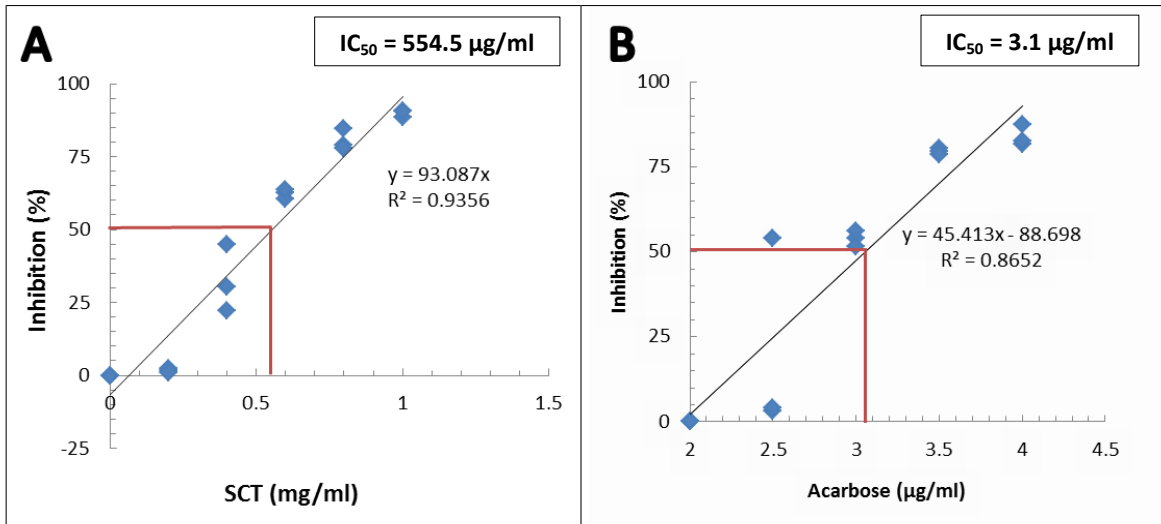 A
IC50 = 554.5 µg/ml
100
75
50
25
0
-25
0
0.5
1
1.5
y = 93.087x
R² = 0.9356
Inhibition (%)
SCT (mg/ml)
B
IC50 = 3.1 µg/ml
100
75
50
25
0
2
2.5
3
3.5
4
4.5
y = 45.413x - 88.698
R² = 0.8652
Inhibition (%)
Acarbose (µg/ml)